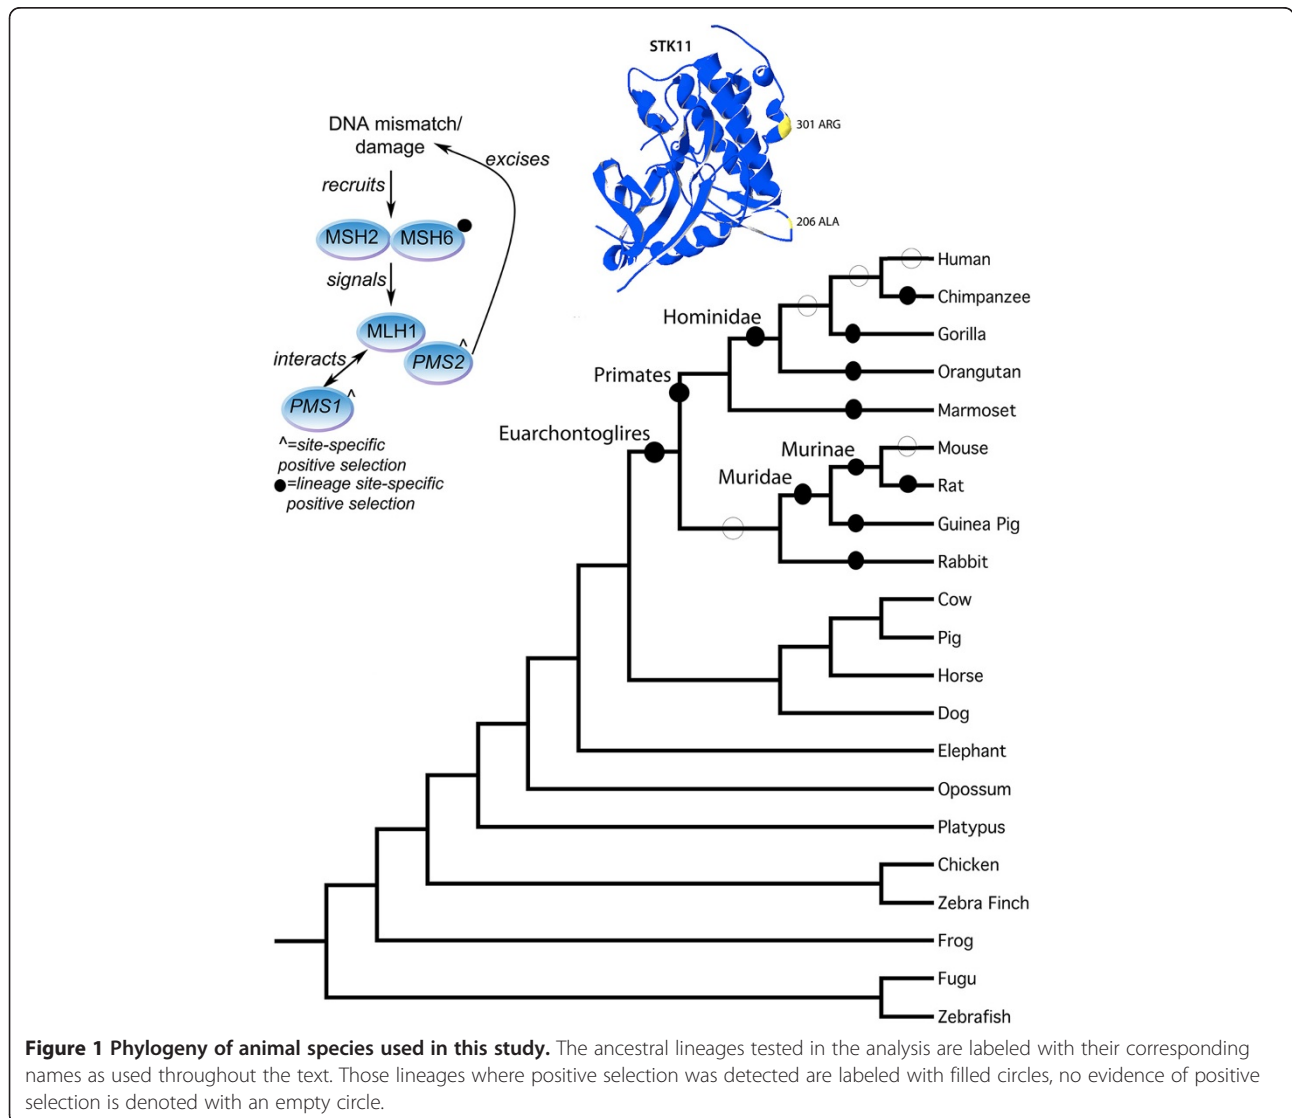 STK11
301 ARG
206 ALA
DNA mismatch/
damage
excises
recruits
MSH2
MSH6
signals
MLH1
PMS2
^
interacts
PMS1
^
^=site-specific
positive selection
●=lineage site-specific
positive selection
Euarchontoglires
Primates
Hominidae
Muridae
Murinae
Human
Chimpanzee
Gorilla
Orangutan
Marmoset
Mouse
Rat
Guinea Pig
Rabbit
Cow
Pig
Horse
Dog
Elephant
Opossum
Platypus
Chicken
Zebra Finch
Frog
Fugu
Zebrafish
Figure 1 Phylogeny of animal species used in this study. The ancestral lineages tested in the analysis are labeled with their corresponding
names as used throughout the text. Those lineages where positive selection was detected are labeled with filled circles, no evidence of positive
selection is denoted with an empty circle.